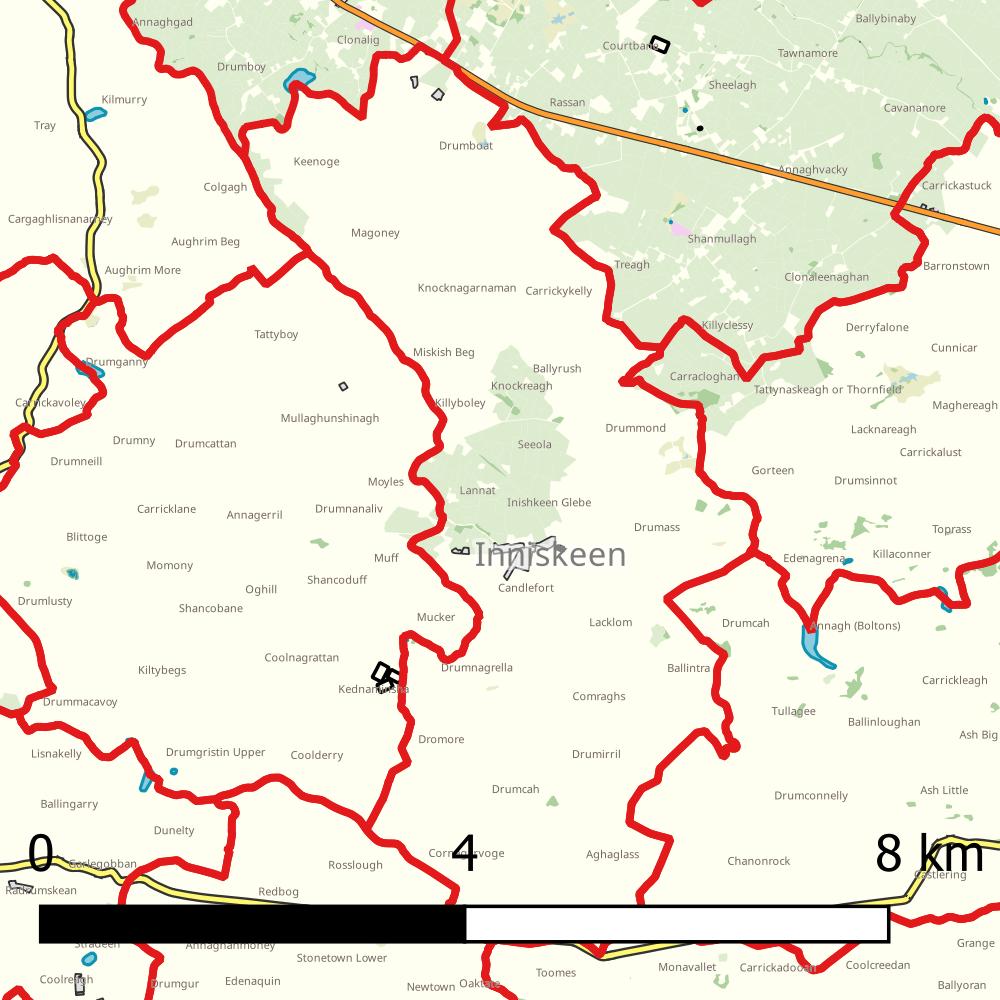 Annaghgad
Ballybinaby
Clonalig
Courtbane
Tawnamore
Drumboy
Sheelagh
Kilmurry
Rassan
Cavananore
Tray
Drumboat
Keenoge
Annaghvacky
Colgagh
Carrickastuck
Cargaghlisnanarney
Magoney
Aughrim Beg
Shanmullagh
Treagh
Barronstown
Aughrim More
Clonaleenaghan
Knocknagarnaman
Carrickykelly
Tattyboy
Killyclessy
Derryfalone
Miskish Beg
Cunnicar
Drumganny
Ballyrush
Carracloghan
Knockreagh
Tattynaskeagh or Thornfield
Carrickavoley
Killyboley
Maghereagh
Mullaghunshinagh
Drummond
Lacknareagh
Drumny
Drumcattan
Seeola
Carrickalust
Drumneill
Gorteen
Moyles
Drumsinnot
Lannat
Inishkeen Glebe
Carricklane
Annagerril
Drumnanaliv
Drumass
Toprass
Blittoge
Inniskeen
Killaconner
Muff
Edenagrena
Momony
Shancoduff
Oghill
Candlefort
Drumlusty
Shancobane
Mucker
Lacklom
Drumcah
Annagh (Boltons)
Coolnagrattan
Kiltybegs
Drumnagrella
Ballintra
Carrickleagh
Kednaminsha
Comraghs
Drummacavoy
Tullagee
Ballinloughan
Dromore
Ash Big
Lisnakelly
Drumgristin Upper
Coolderry
Drumirril
Drumcah
Ash Little
Drumconnelly
Ballingarry
Dunelty
0
4
8 km
Aghaglass
Chanonrock
Gorlegobban
Rosslough
Castlering
Redbog
Stradeen
Annaghanmoney
Grange
Stonetown Lower
Coolcreedan
Monavallet
Carrickadooan
Toomes
Coolreagh
Edenaquin
Drumgur
Newtown
Oaktate
Ballyoran